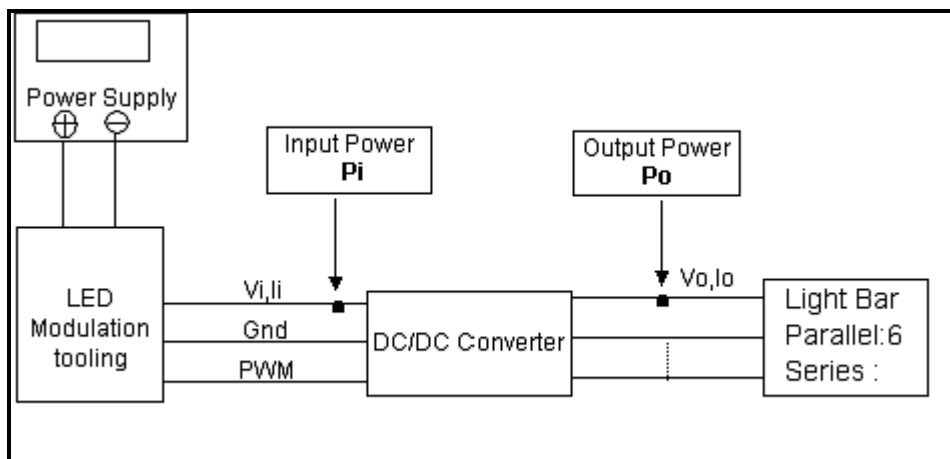 Power Supply
Input Power
Pi
Output Power
Po
LED
Modulation
tooling
Vi,Ii
Gnd
PWM
DC/DC Converter
Vo,Io
Light Bar
Parallel:6
Series :